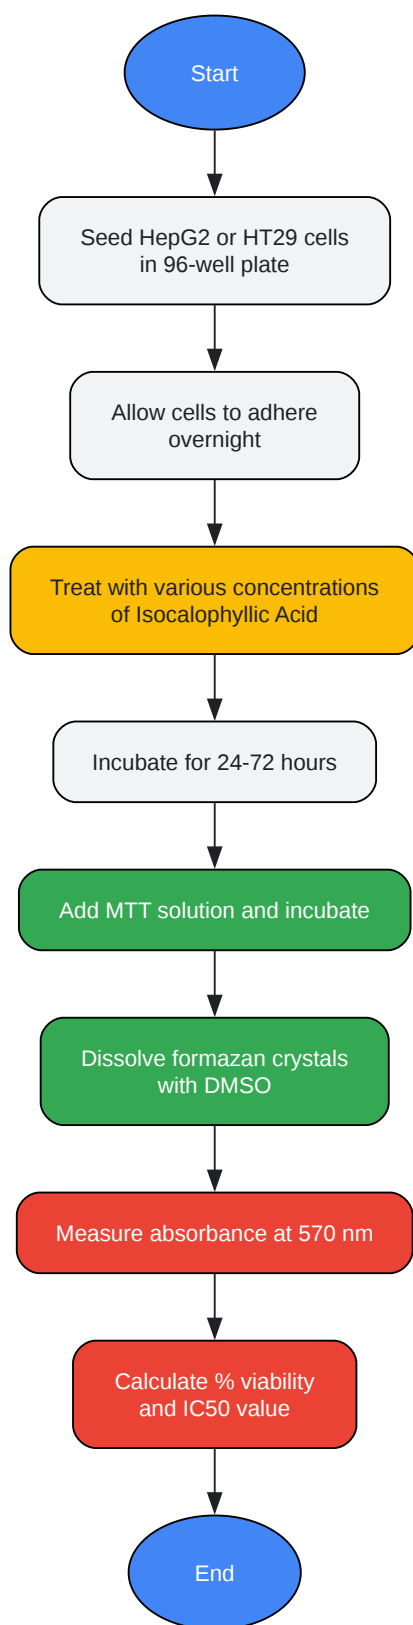 Start
Seed HepG2 or HT29 cells
in 96-well plate
Allow cells to adhere
overnight
Treat with various concentrations
of Isocalophyllic Acid
Incubate for 24-72 hours
Add MTT solution and incubate
Dissolve formazan crystals
with DMSO
Measure absorbance at 570 nm
Calculate % viability
and IC50 value
End